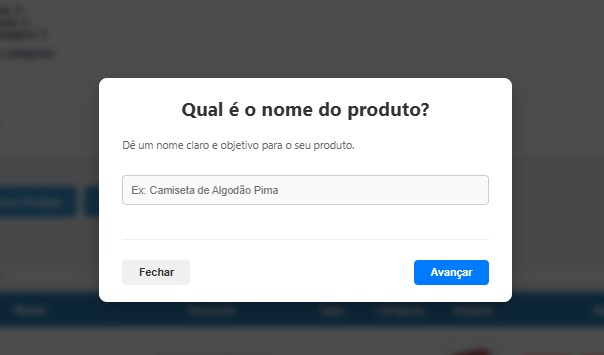 Qual é o nome do produto?
Dê um nome claro e objetivo para o seu produto.
Ex: Camiseta de Algodão Pima
Fechar
Avançar